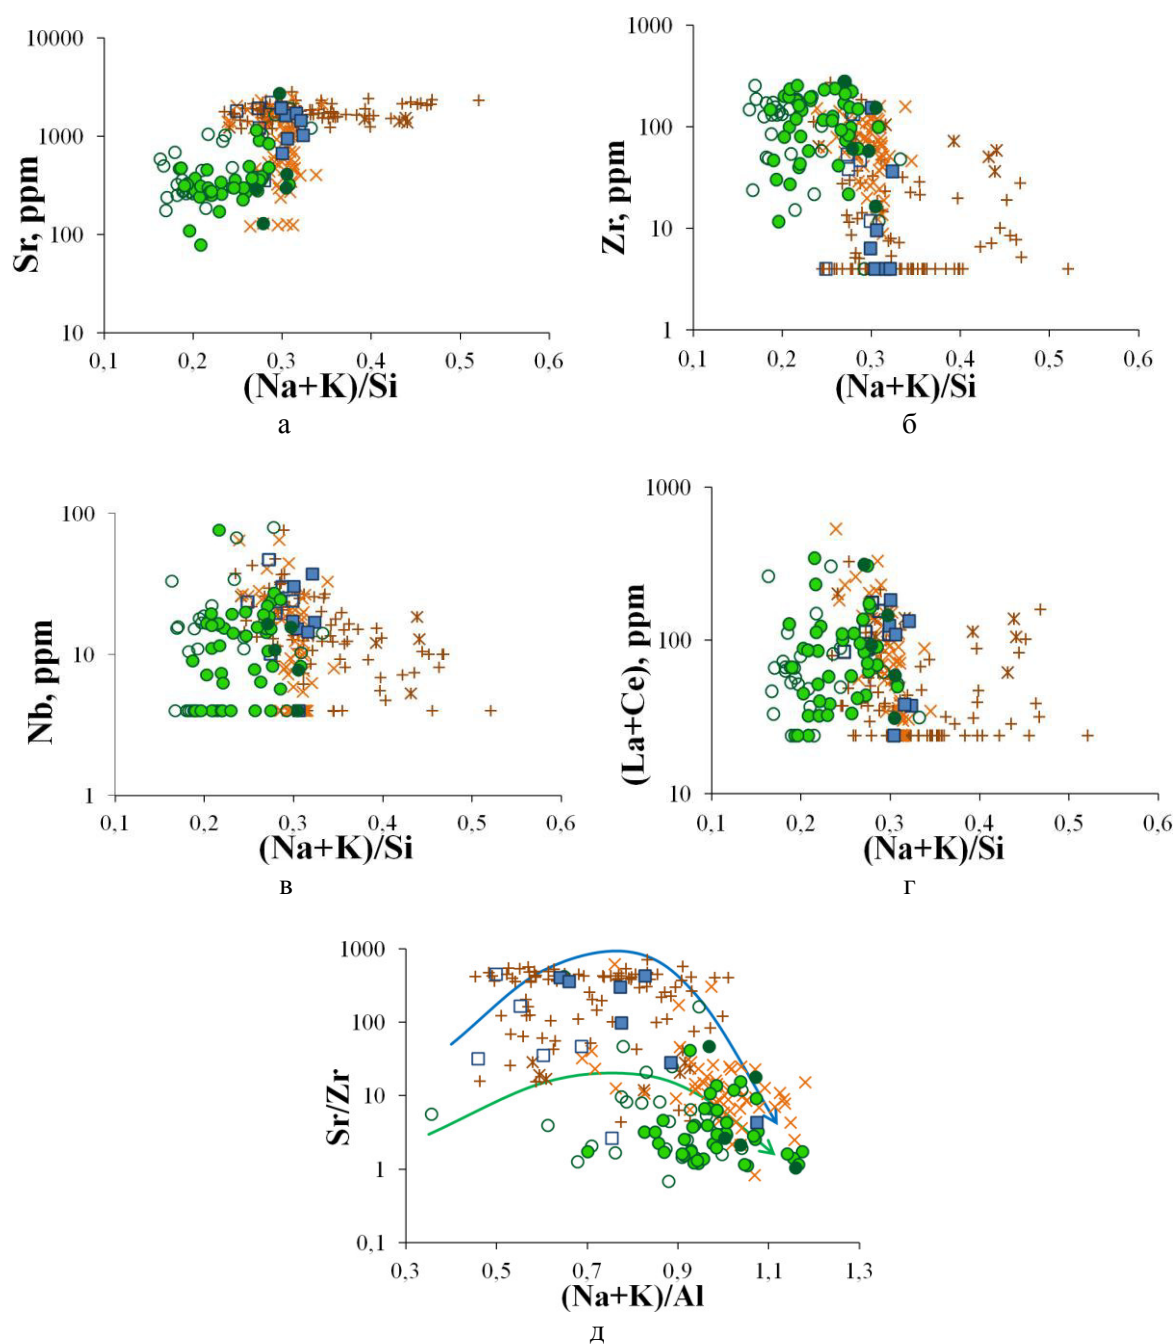 10000
1000
100
10
Sr, ppm
0,1 0,2 0,3 0,4 0,5 0,6
(Na+K)/Si
а
1000
100
10
1
Zr, ppm
0,1 0,2 0,3 0,4 0,5 0,6
(Na+K)/Si
б
100
10
1
Nb, ppm
0,1 0,2 0,3 0,4 0,5 0,6
(Na+K)/Si
в
1000
100
10
(La+Ce), ppm
0,1 0,2 0,3 0,4 0,5 0,6
(Na+K)/Si
г
1000
100
10
1
0,1
Sr/Zr
0,3 0,5 0,7 0,9 1,1 1,3
(Na+K)/Al
д